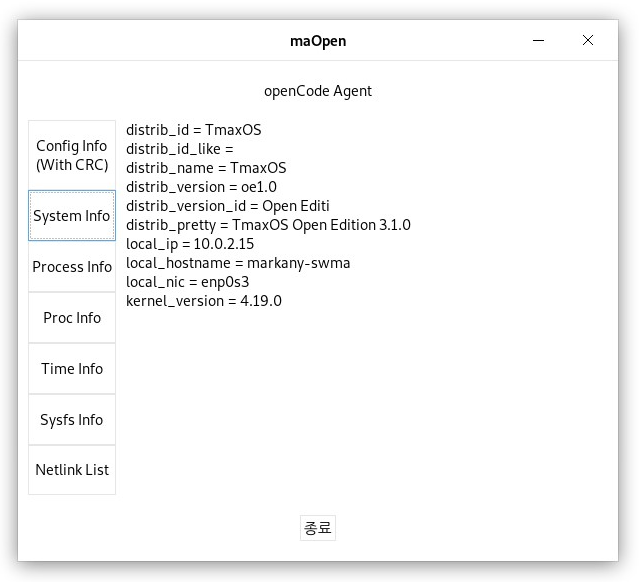 maOpen
openCode Agent
Config Info
(With CRC)
System Info
Process Info
Proc Info
Time Info
Sysfs Info
Netlink List
distrib_id = TmaxOS
distrib_id_like =
distrib_name = TmaxOS
distrib_version = oe1.0
distrib_version_id = Open Editi
distrib_pretty = TmaxOS Open Edition 3.1.0
local_ip = 10.0.2.15
local_hostname = markany-swma
local_nic = enp0s3
kernel_version = 4.19.0
종료